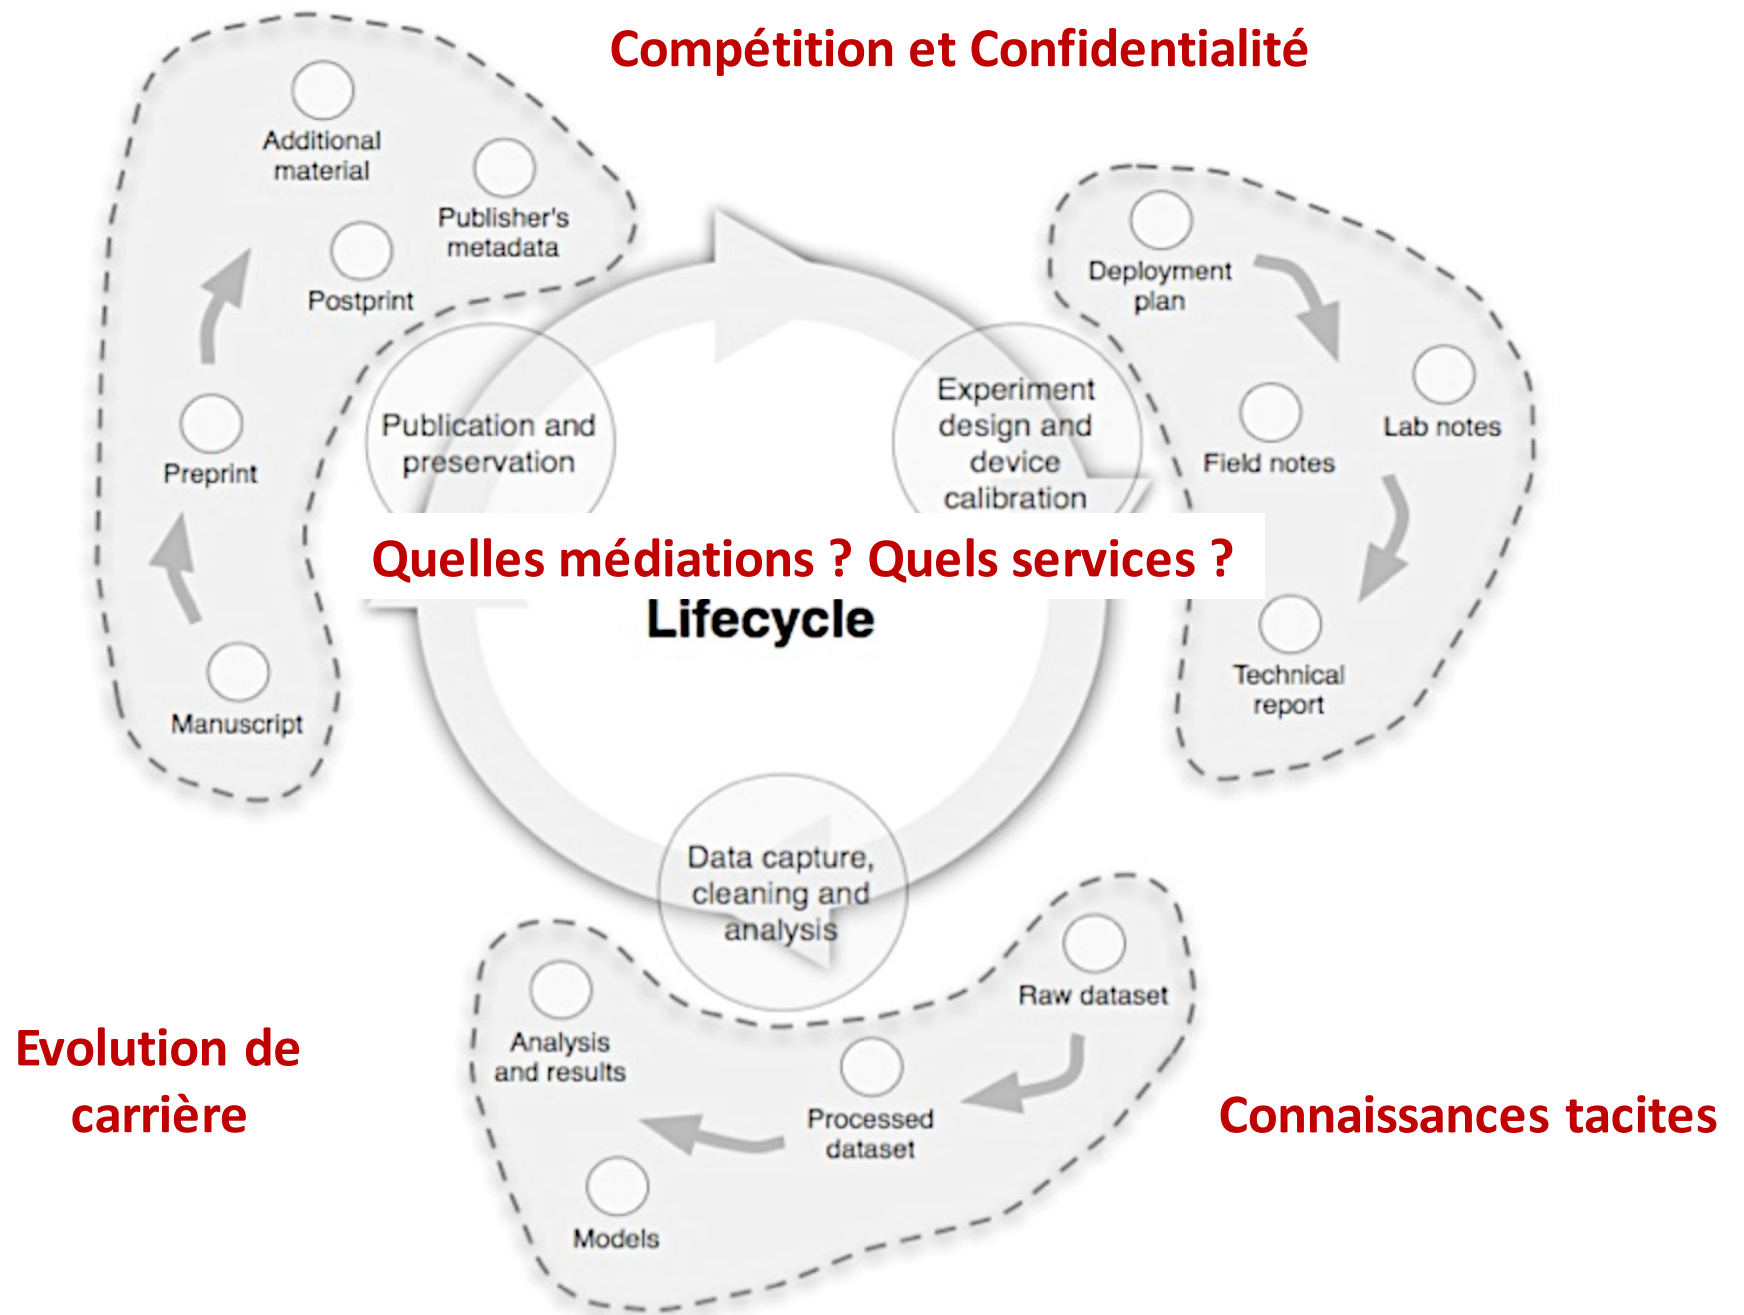 Compétition et Confidentialité
Additional
material
Publisher's
metadata
Postprint
Preprint
Manuscript
Publication and
preservation
Experiment
design and
device
calibration
Deployment
plan
Lab notes
Field notes
Technical
report
Quelles médiations ? Quels services ?
Lifecycle
Data capture,
cleaning and
analysis
Raw dataset
Processed
dataset
Analysis
and results
Models
Evolution de
carrière
Connaissances tacites